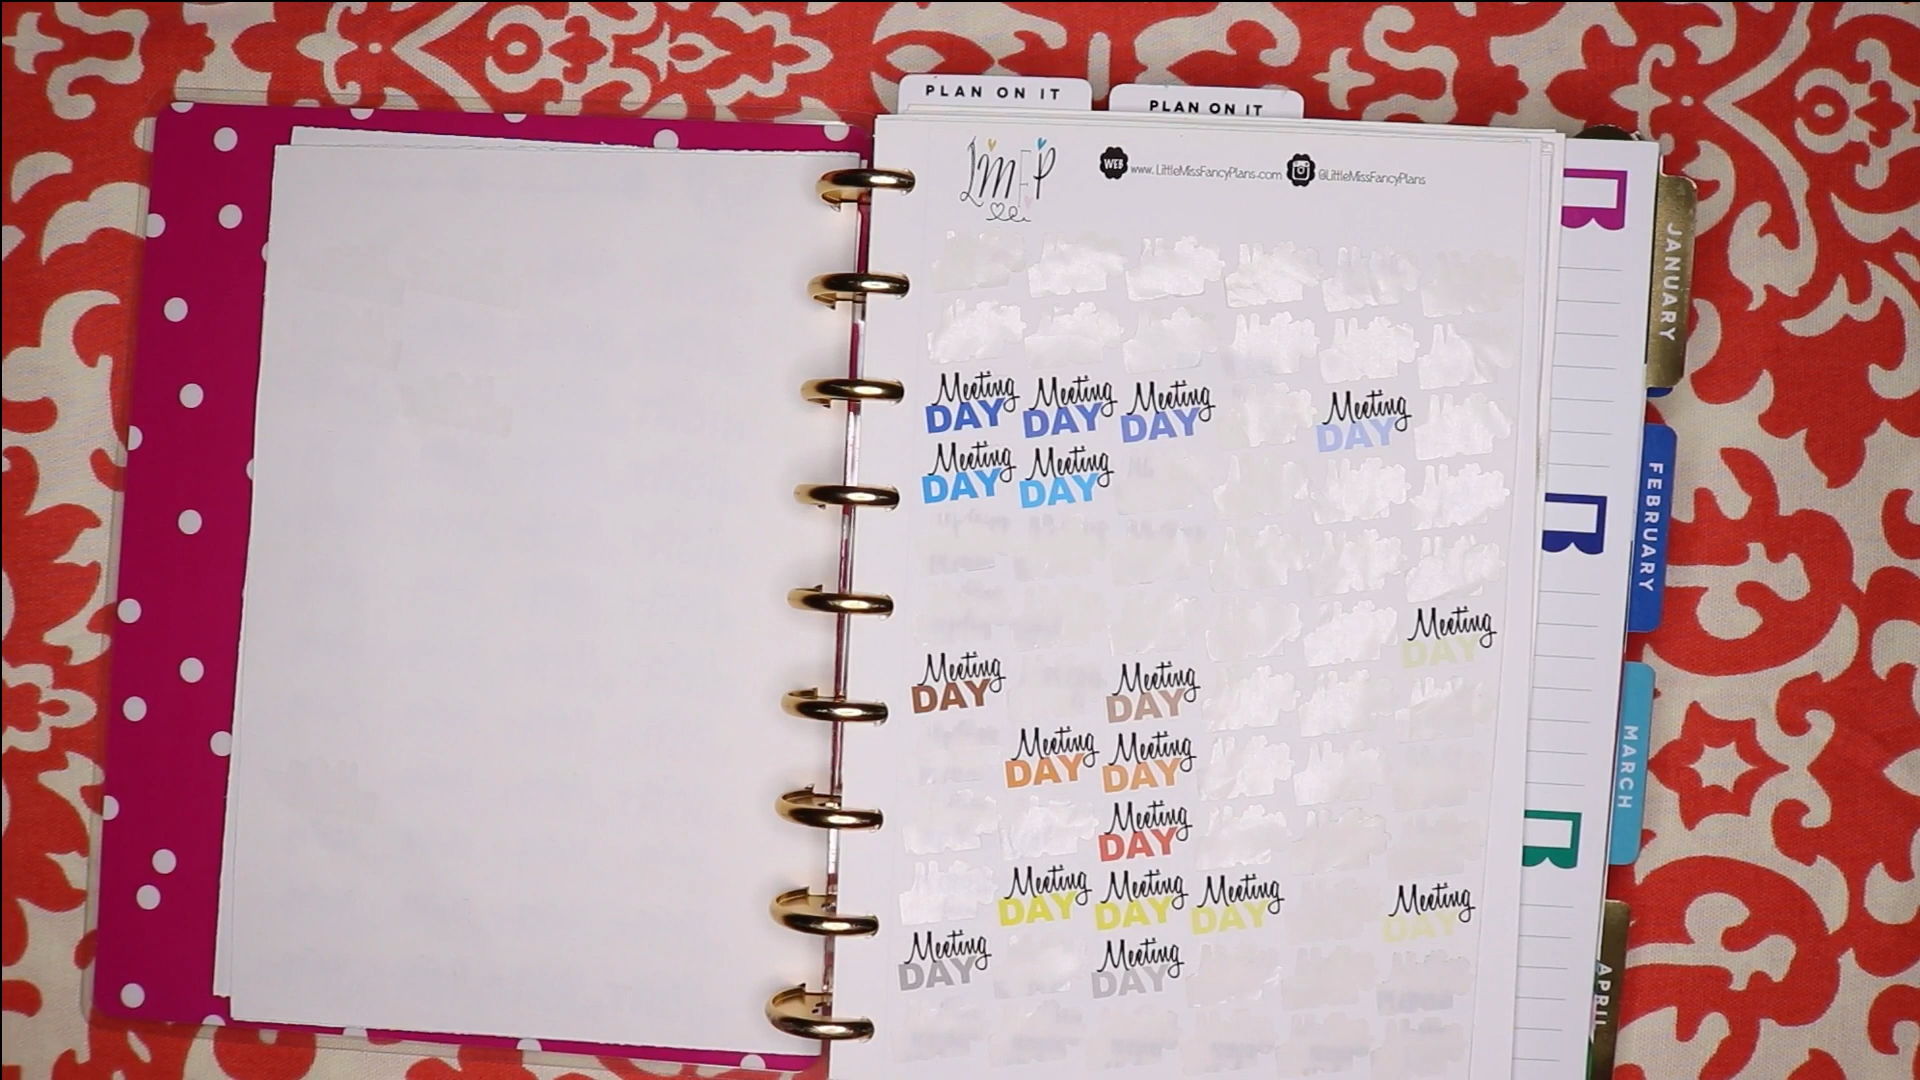 PLAN ON IT
PLAN ON IT
LMFP
WEB www.LittleMissFancyPlans.com @LittleMissFancyPlans
Meeting DAY Meeting DAY Meeting DAY Meeting DAY
Meeting DAY Meeting DAY
Meeting DAY
Meeting DAY Meeting DAY
Meeting DAY Meeting DAY
Meeting DAY
Meeting DAY Meeting DAY Meeting DAY Meeting DAY
Meeting DAY Meeting DAY
JANUARY
FEBRUARY
MARCH
APRIL